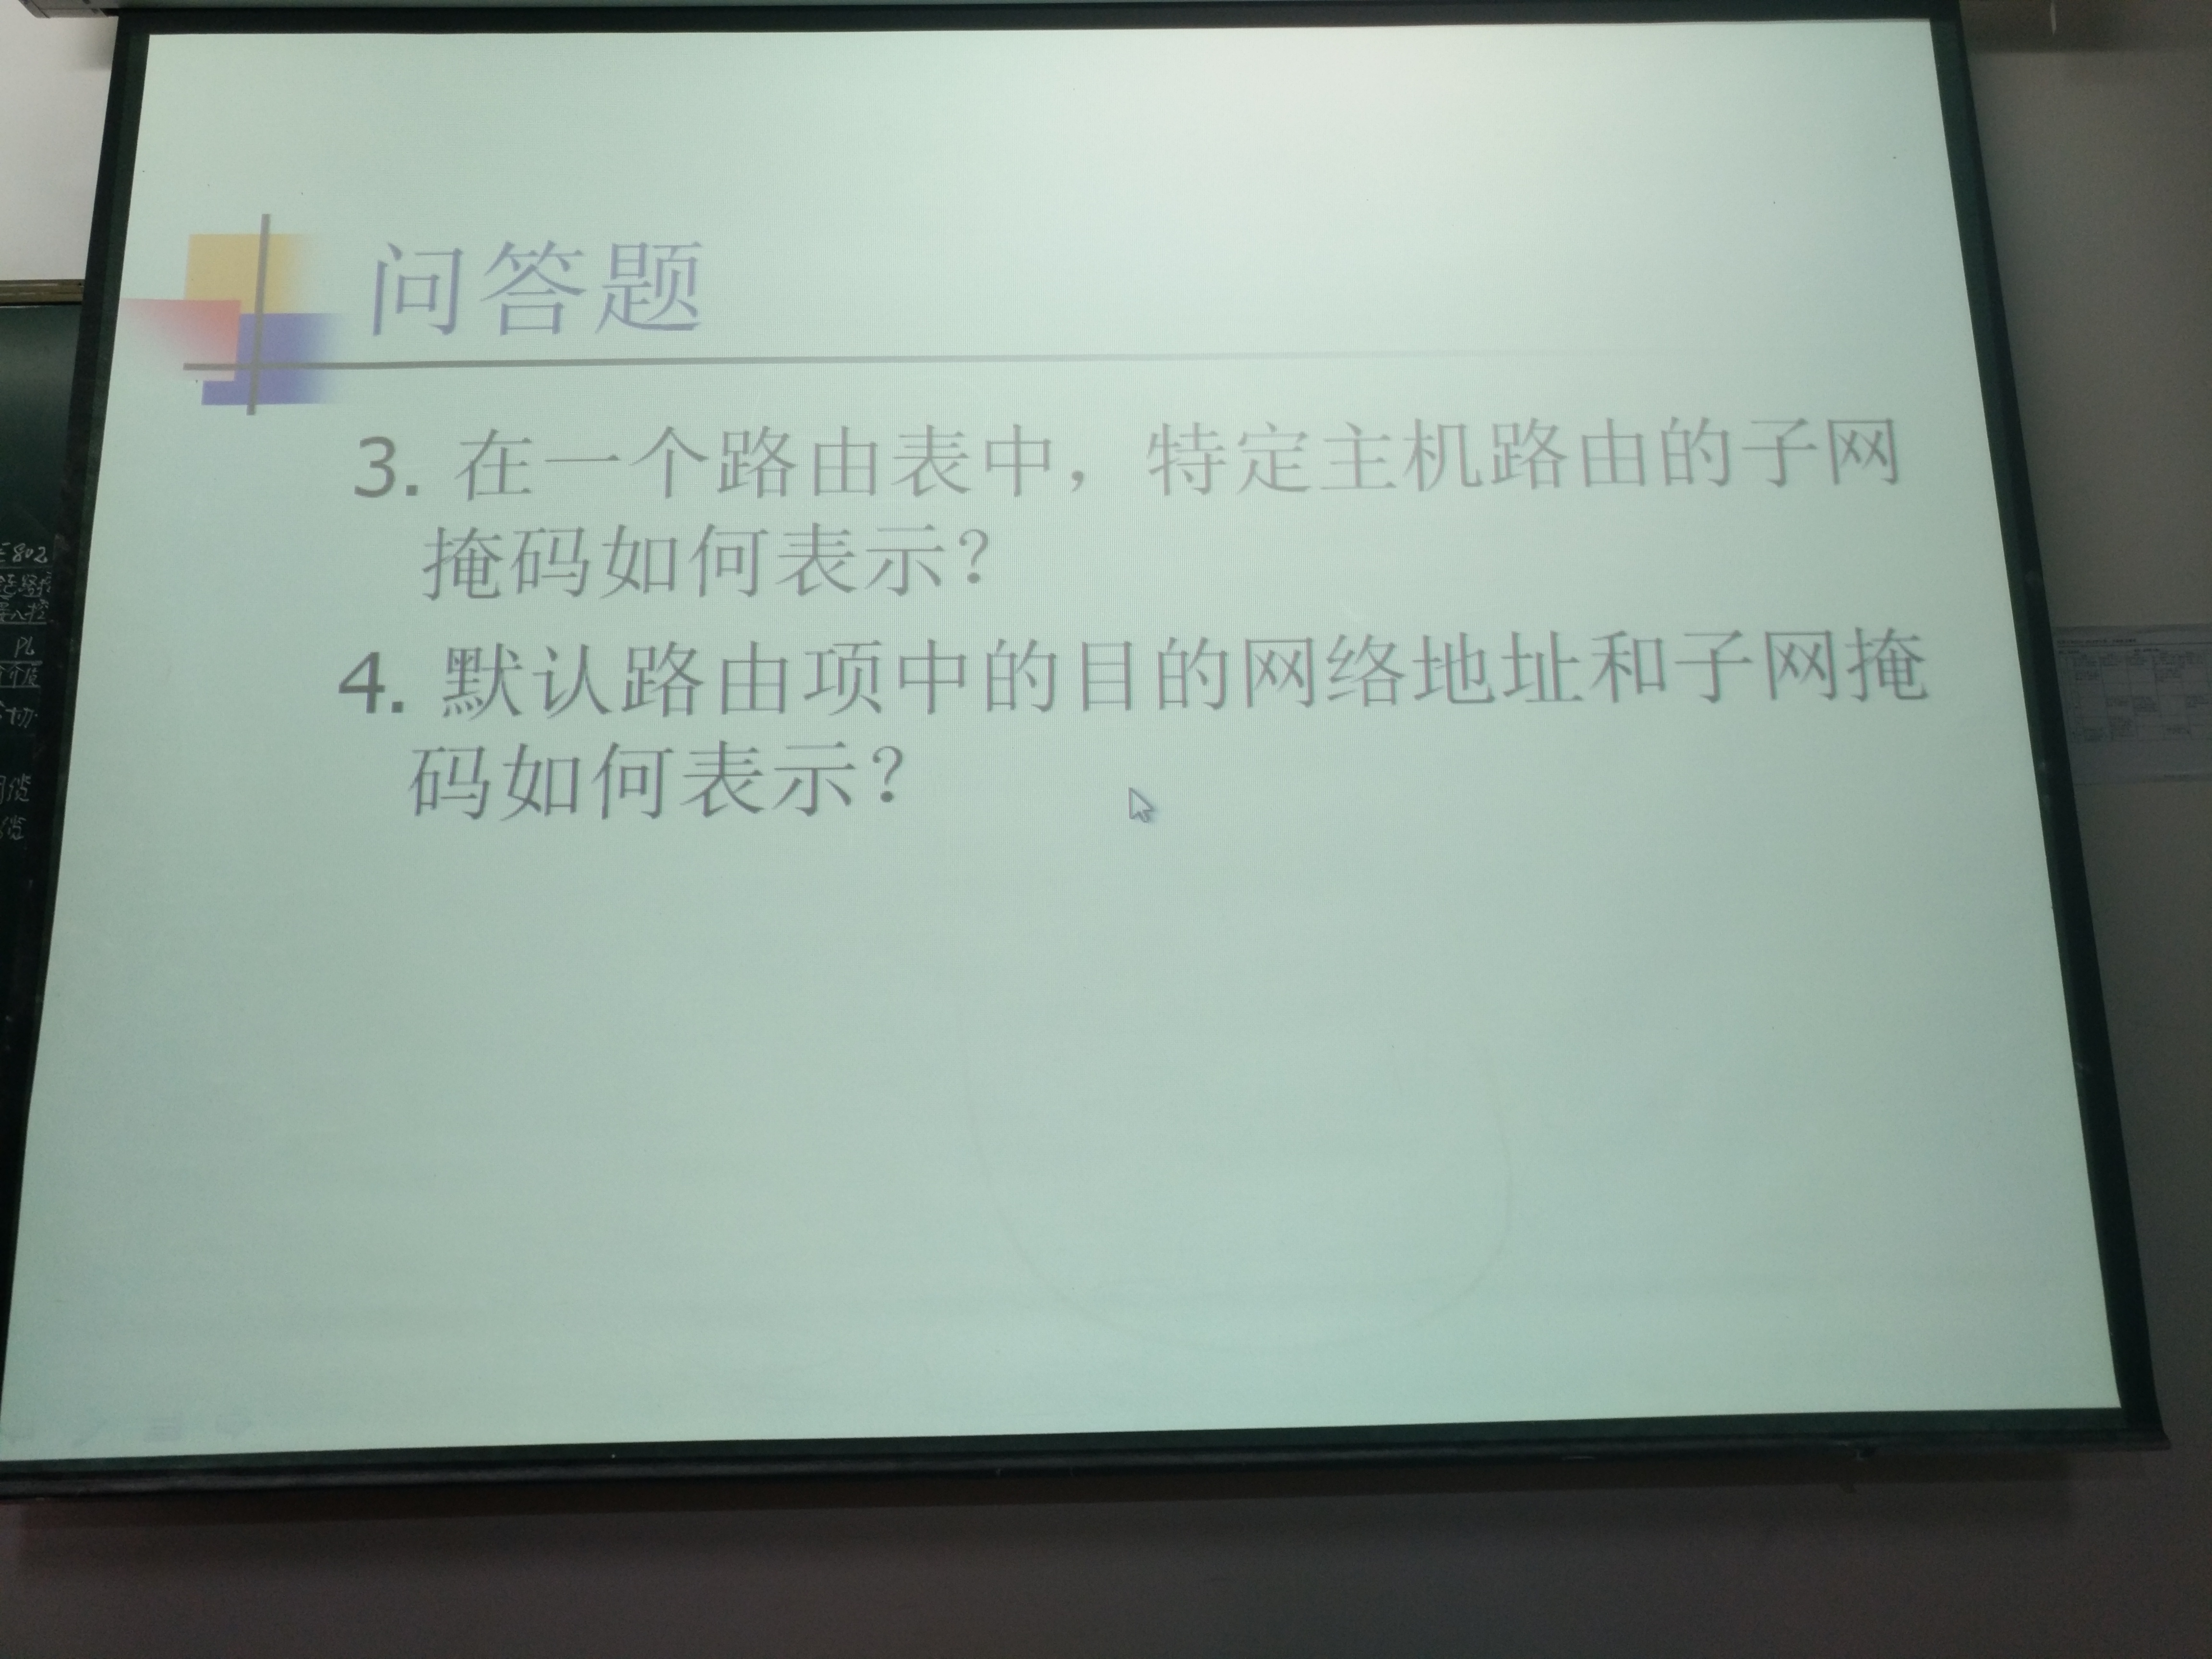 问答题
3. 在一个路由表中，特定主机路由的子网
掩码如何表示？
4. 默认路由项中的目的网络地址和子网掩
码如何表示？
802
PL